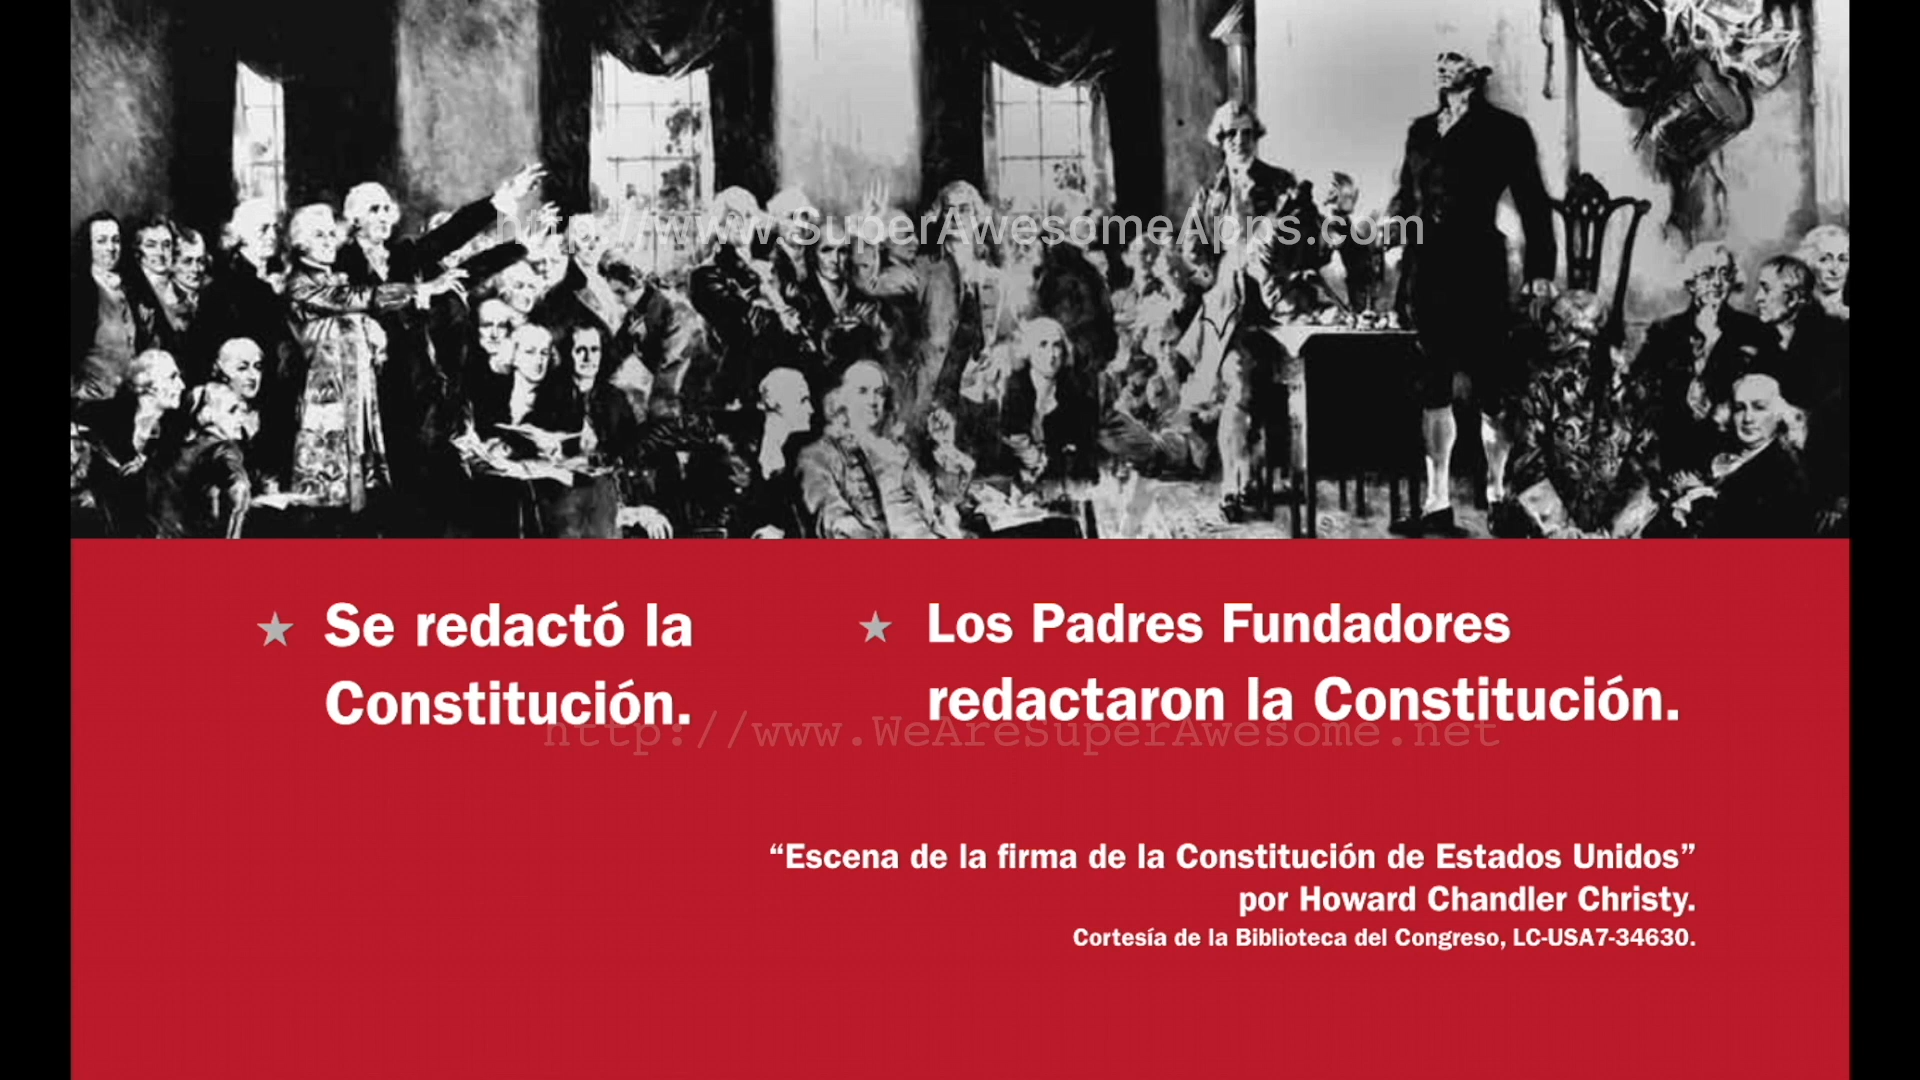 http://www.SuperAwesomeApps.com
★ Se redactó la
Constitución.
★ Los Padres Fundadores
redactaron la Constitución.
http://www.WeAreSuperAwesome.net
“Escena de la firma de la Constitución de Estados Unidos”
por Howard Chandler Christy.
Cortesía de la Biblioteca del Congreso, LC-USA7-34630.